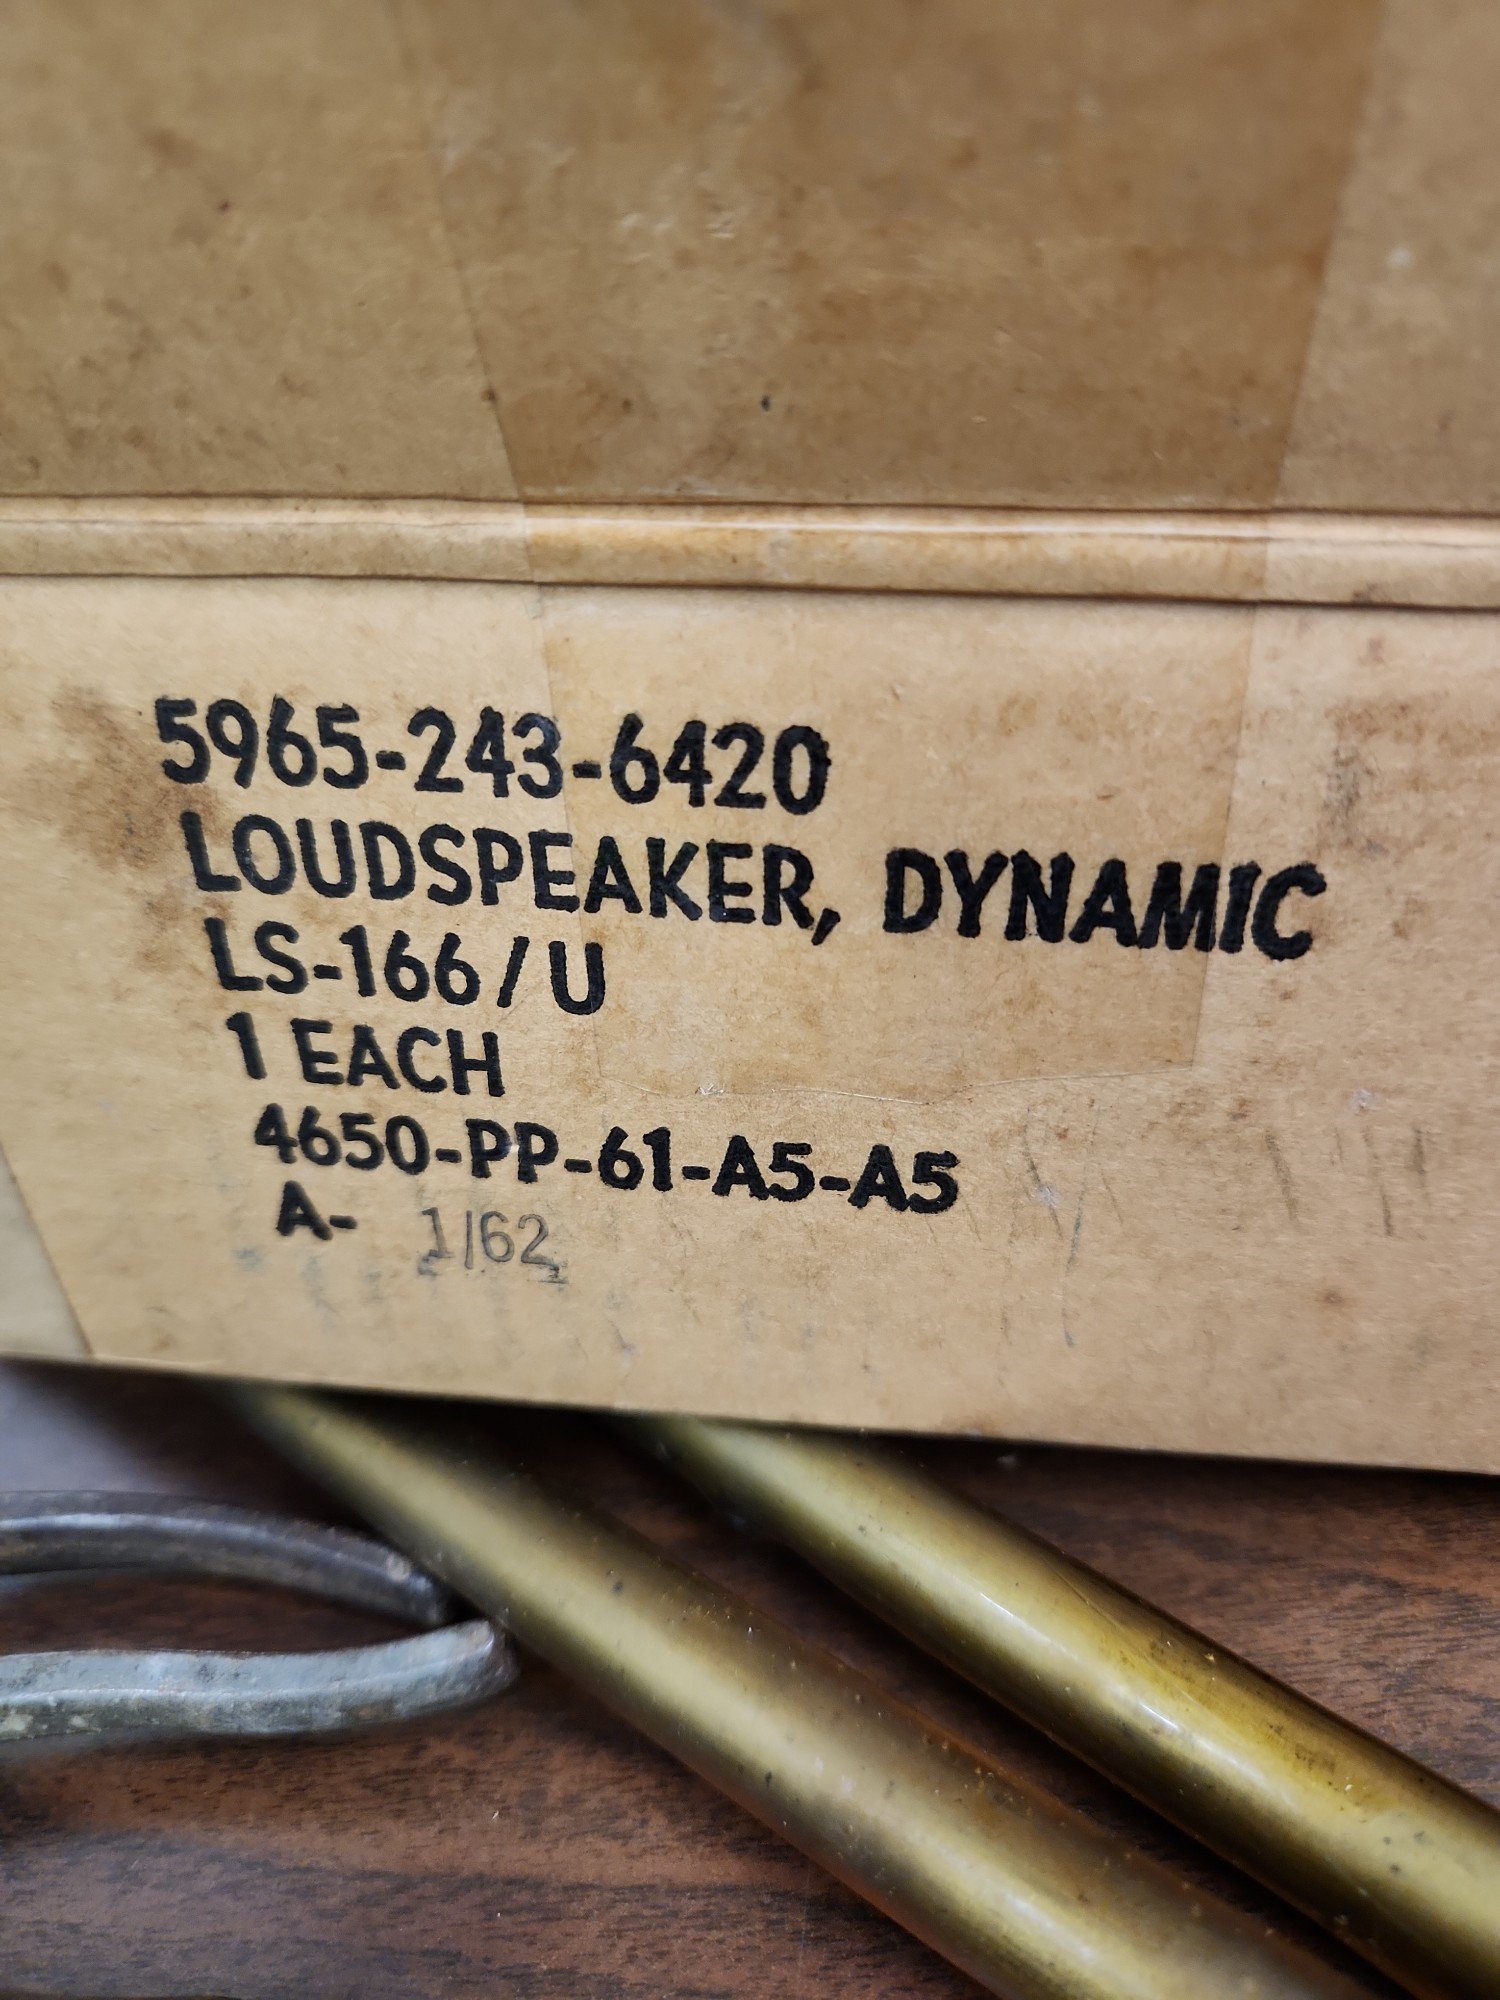 5965-243-6420
LOUDSPEAKER, DYNAMIC
LS-166/U
1 EACH
4650-PP-61-A5-A5
A- 1/62